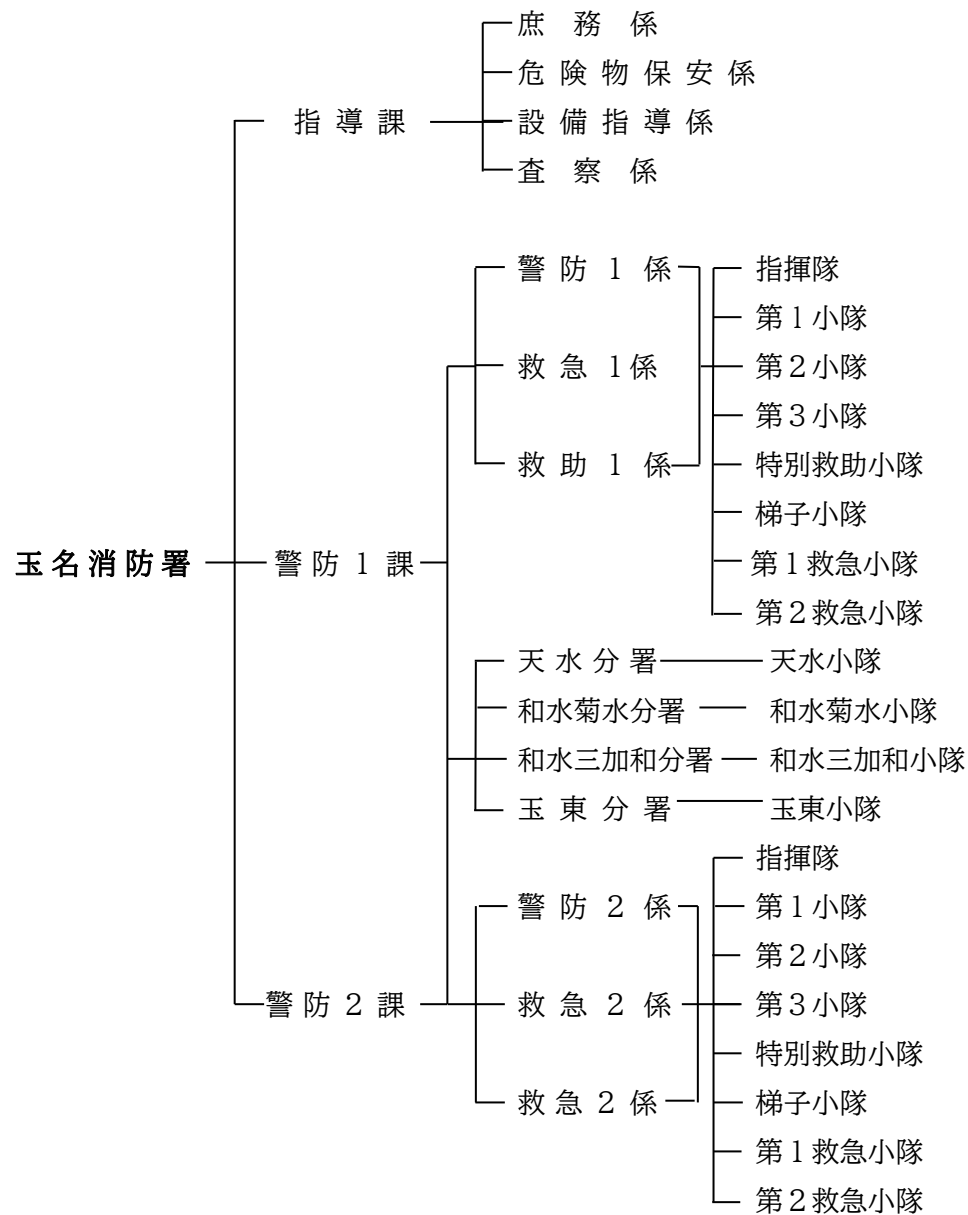 庶務係
危険物保安係
指導課
設備指導係
査察係
警防1係
指揮隊
第1小隊
救急1係
第2小隊
第3小隊
救助1係
特別救助小隊
梯子小隊
玉名消防署
警防1課
第1救急小隊
第2救急小隊
天水分署
天水小隊
和水菊水分署
和水菊水小隊
和水三加和分署
和水三加和小隊
玉東分署
玉東小隊
指揮隊
警防2係
第1小隊
第2小隊
警防2課
救急2係
第3小隊
特別救助小隊
救急2係
梯子小隊
第1救急小隊
第2救急小隊